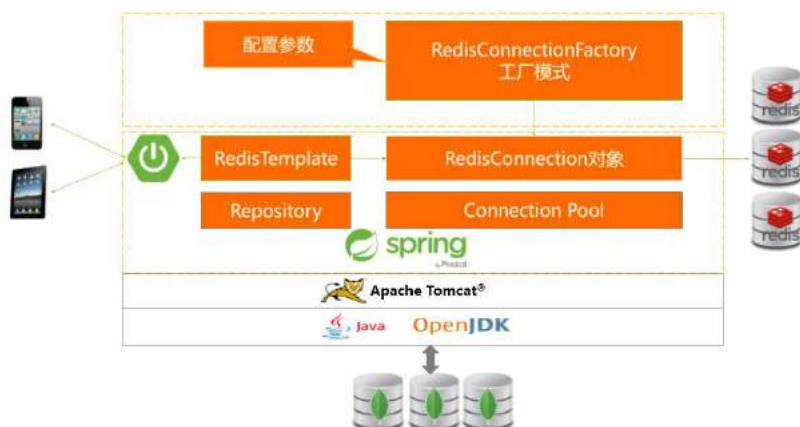 配置参数
RedisConnectionFactory
工厂模式
redis
RedisTemplate
RedisConnection对象
redis
Repository
Connection Pool
redis
spring
by Pivotal
Apache Tomcat®
Java
OpenJDK